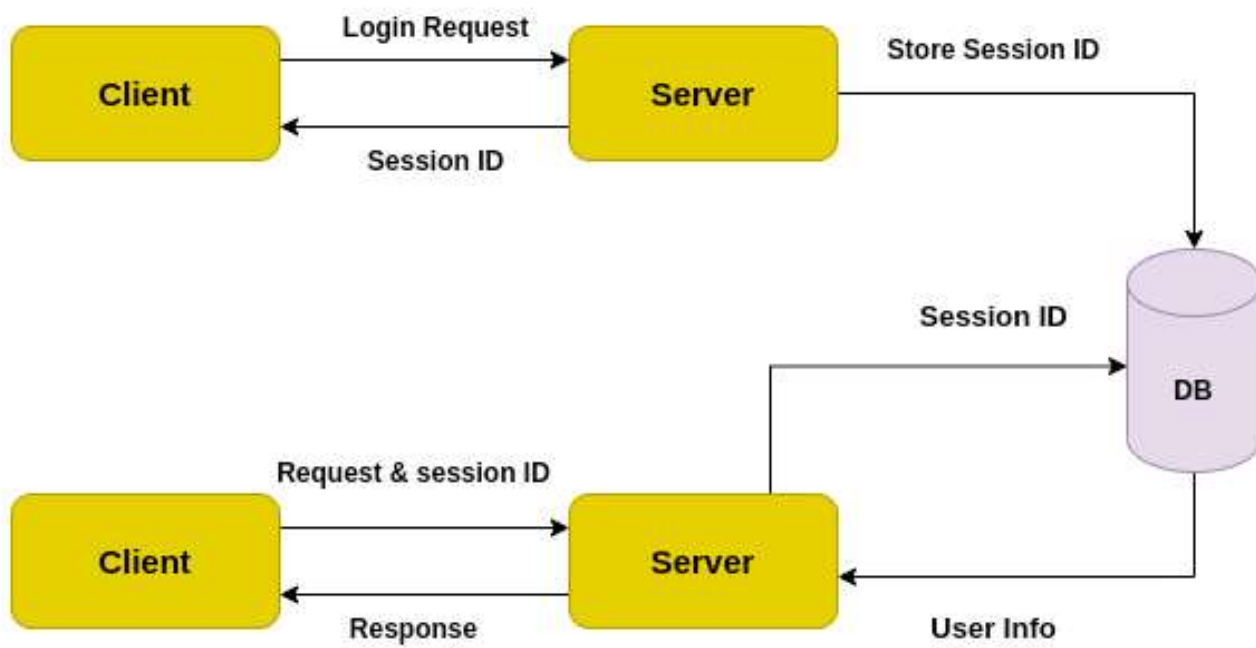 Login Request
Store Session ID
Client
Server
Session ID
Session ID
DB
Request & session ID
Client
Server
Response
User Info